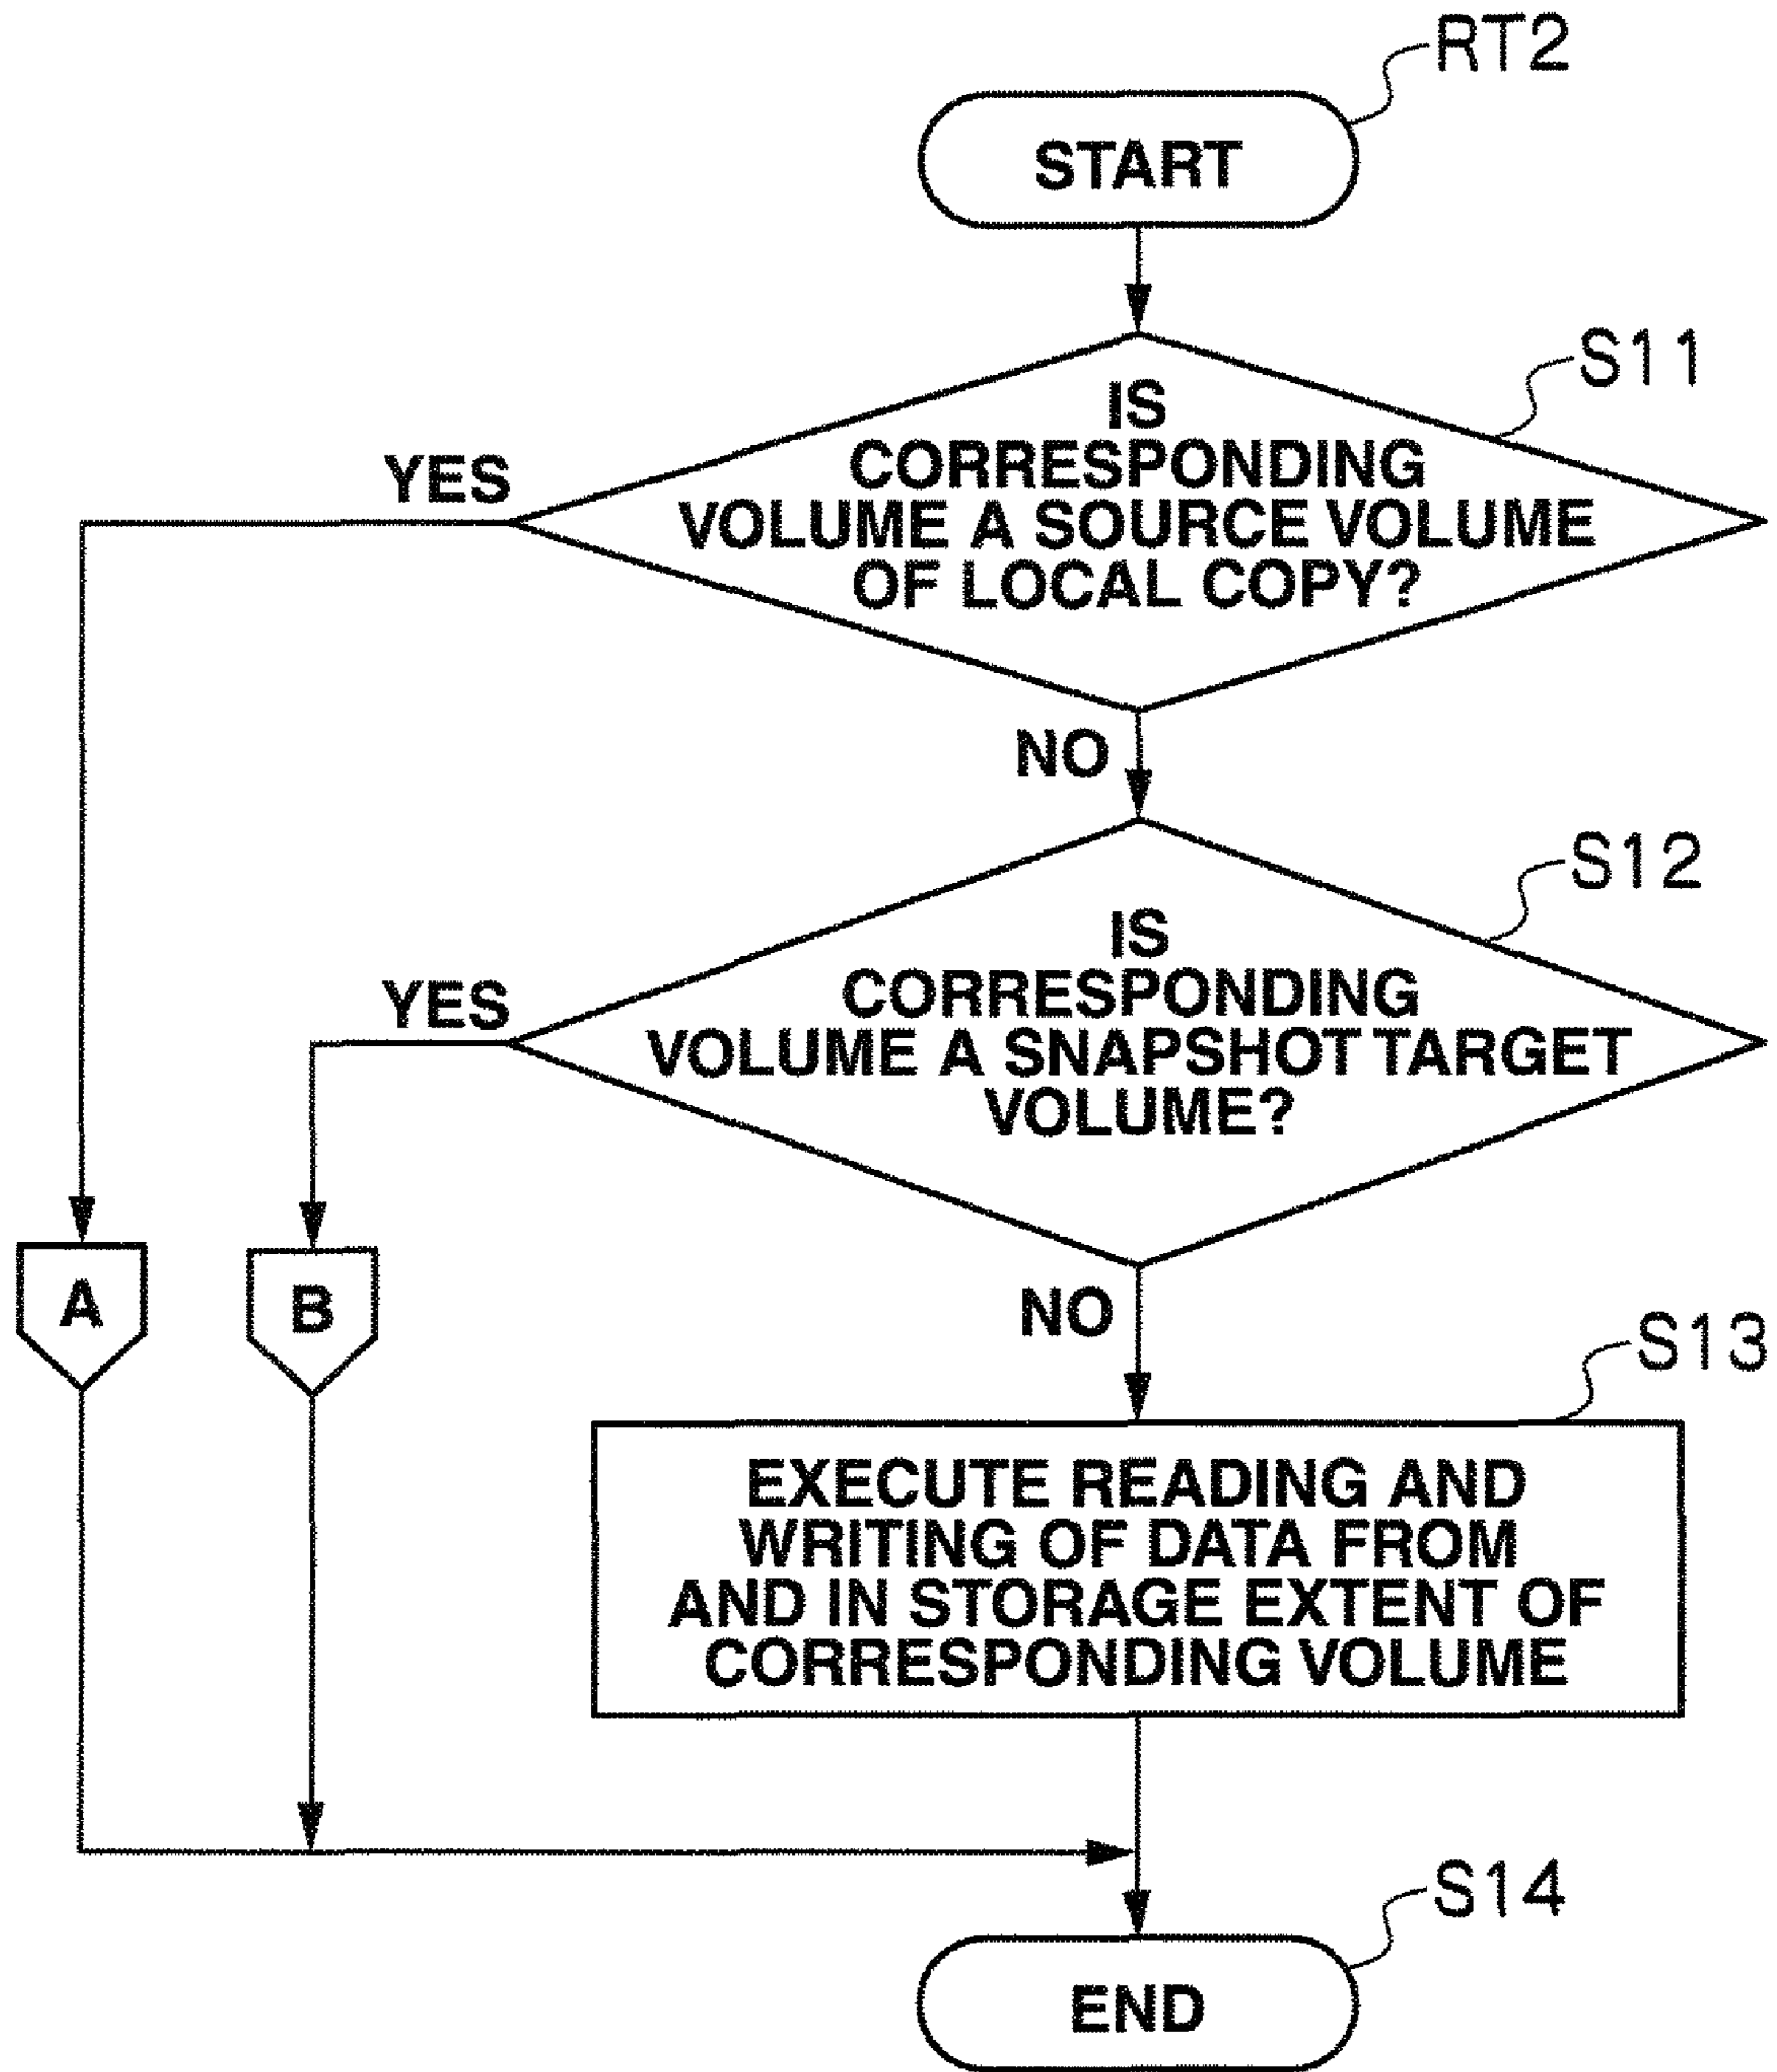 RT2
START
S11
IS
CORRESPONDING
YES
VOLUME A SOURCE VOLUME
OF LOCAL COPY?
NO
S12
IS
CORRESPONDING
YES
VOLUME A SNAPSHOT TARGET
VOLUME?
A
B
NO
S13
EXECUTE READING AND
WRITING OF DATA FROM
AND IN STORAGE EXTENT OF
CORRESPONDING VOLUME
S14
END